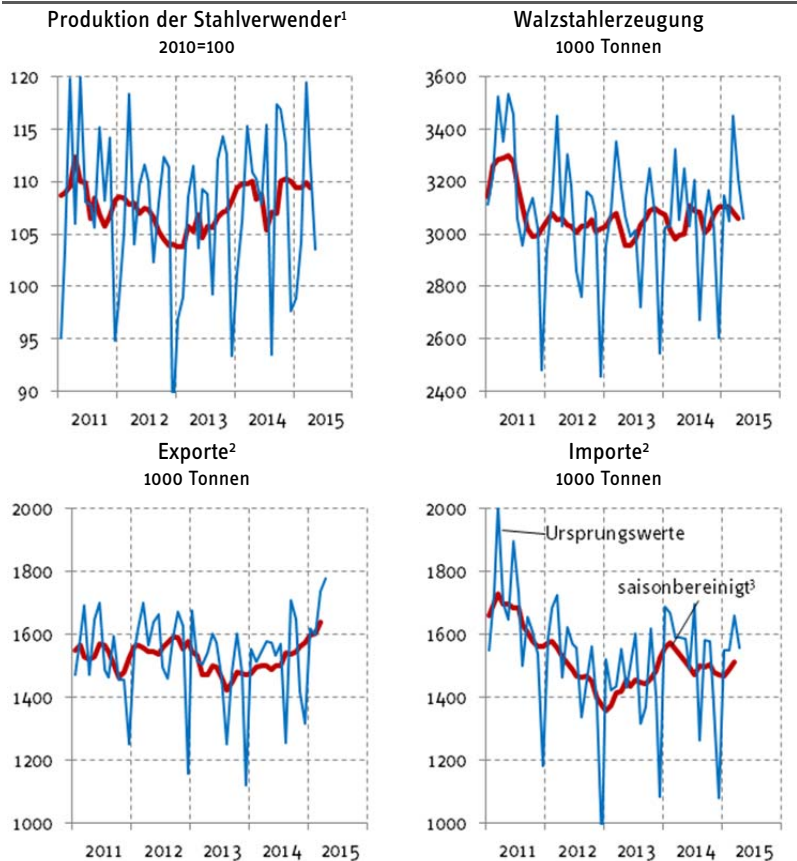 Produktion der Stahlverwender¹
2010=100
120
115
110
105
100
95
90
2011 2012 2013 2014 2015
Walzstahlerzeugung
1000 Tonnen
3600
3400
3200
3000
2800
2600
2400
2011 2012 2013 2014 2015
Exporte²
1000 Tonnen
2000
1800
1600
1400
1200
1000
2011 2012 2013 2014 2015
Importe²
1000 Tonnen
2000
1800
1600
1400
1200
1000
Ursprungswerte
saisonbereinigt³
2011 2012 2013 2014 2015